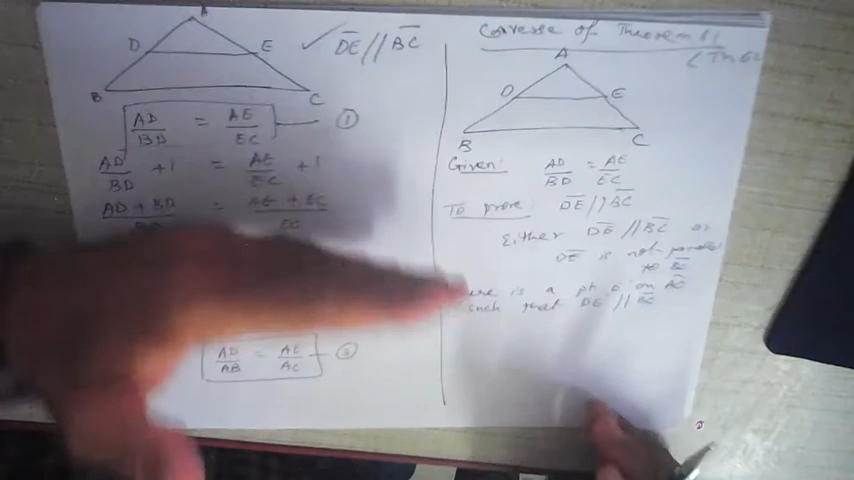 A
D E
B C
✓ DE // BC
AD/BD = AE/EC ①
AD/BD + 1 = AE/EC + 1
AD + BD = AE + EC
EC
AD/AB = AE/AC
Converse of Theorem
A
D E
B C
Given: AD/BD = AE/EC
To prove: DE // BC
Either DE // BC or
DE is not parallel
to BC
is a pt on AC
such that DE // BC